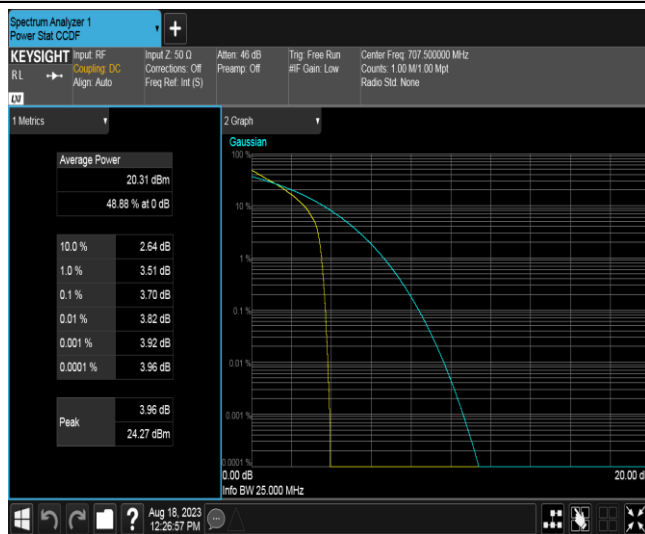 Spectrum Analyzer 1
Power Stat CCDF
+
KEYSIGHT
RL
LXI
Input: RF
Coupling: DC
Align: Auto
Input Z: 50 Ω
Corrections: Off
Freq Ref: Int (S)
Atten: 46 dB
Preamp: Off
Trig: Free Run
#IF Gain: Low
Center Freq: 707.500000 MHz
Counts: 1.00 M/1.00 Mpt
Radio Std: None
1 Metrics
Average Power
20.31 dBm
48.88 % at 0 dB
10.0 % 2.64 dB
1.0 % 3.51 dB
0.1 % 3.70 dB
0.01 % 3.82 dB
0.001 % 3.92 dB
0.0001 % 3.96 dB
Peak
3.96 dB
24.27 dBm
2 Graph
Gaussian
100 %
10 %
1 %
0.1 %
0.01 %
0.001 %
0.0001 %
0.00 dB
20.00 d
Info BW 25.000 MHz
?
Aug 18, 2023
12:26:57 PM